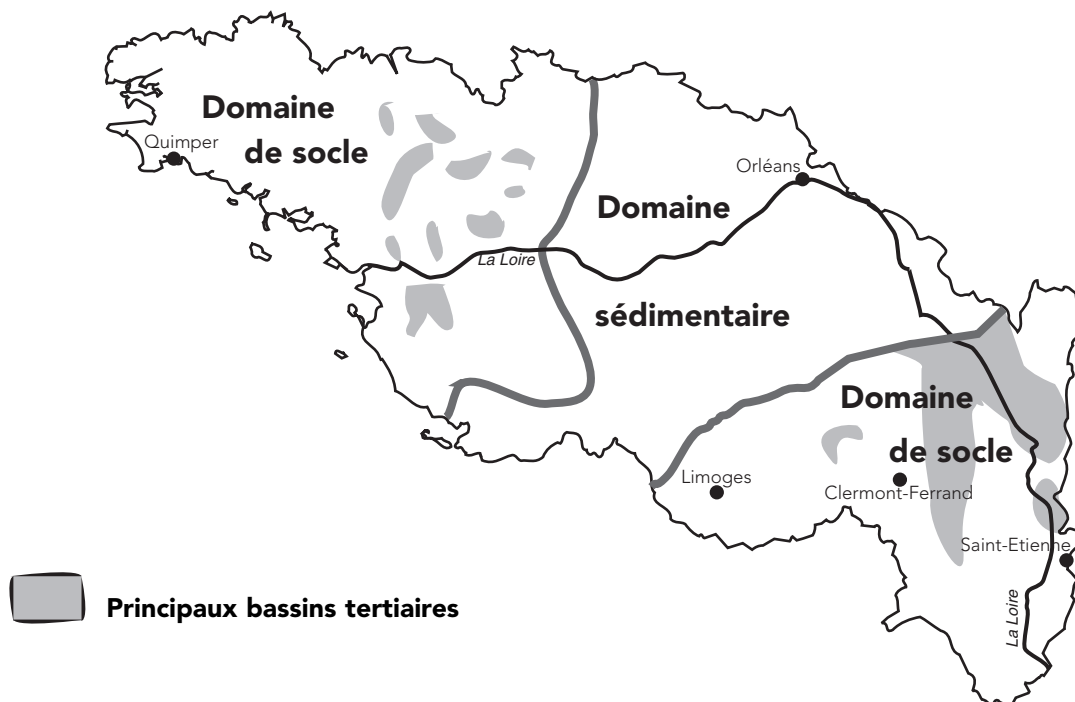 Domaine
de socle
Quimper
Orléans
Domaine
La Loire
sédimentaire
Domaine
de socle
Limoges
Clermont-Ferrand
Saint-Etienne
La Loire
Principaux bassins tertiaires